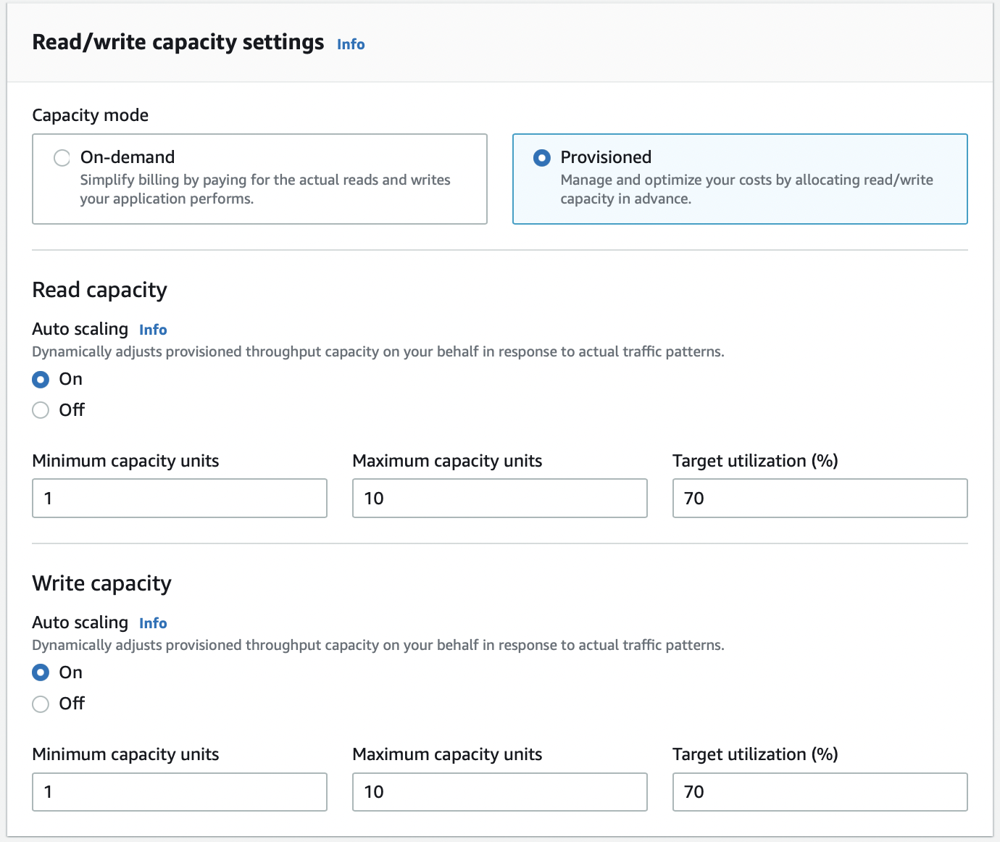 Read/write capacity settings Info
Capacity mode
On-demand
Simplify billing by paying for the actual reads and writes
your application performs.
Provisioned
Manage and optimize your costs by allocating read/write
capacity in advance.
Read capacity
Auto scaling Info
Dynamically adjusts provisioned throughput capacity on your behalf in response to actual traffic patterns.
On
Off
Minimum capacity units
1
Maximum capacity units
10
Target utilization (%)
70
Write capacity
Auto scaling Info
Dynamically adjusts provisioned throughput capacity on your behalf in response to actual traffic patterns.
On
Off
Minimum capacity units
1
Maximum capacity units
10
Target utilization (%)
70